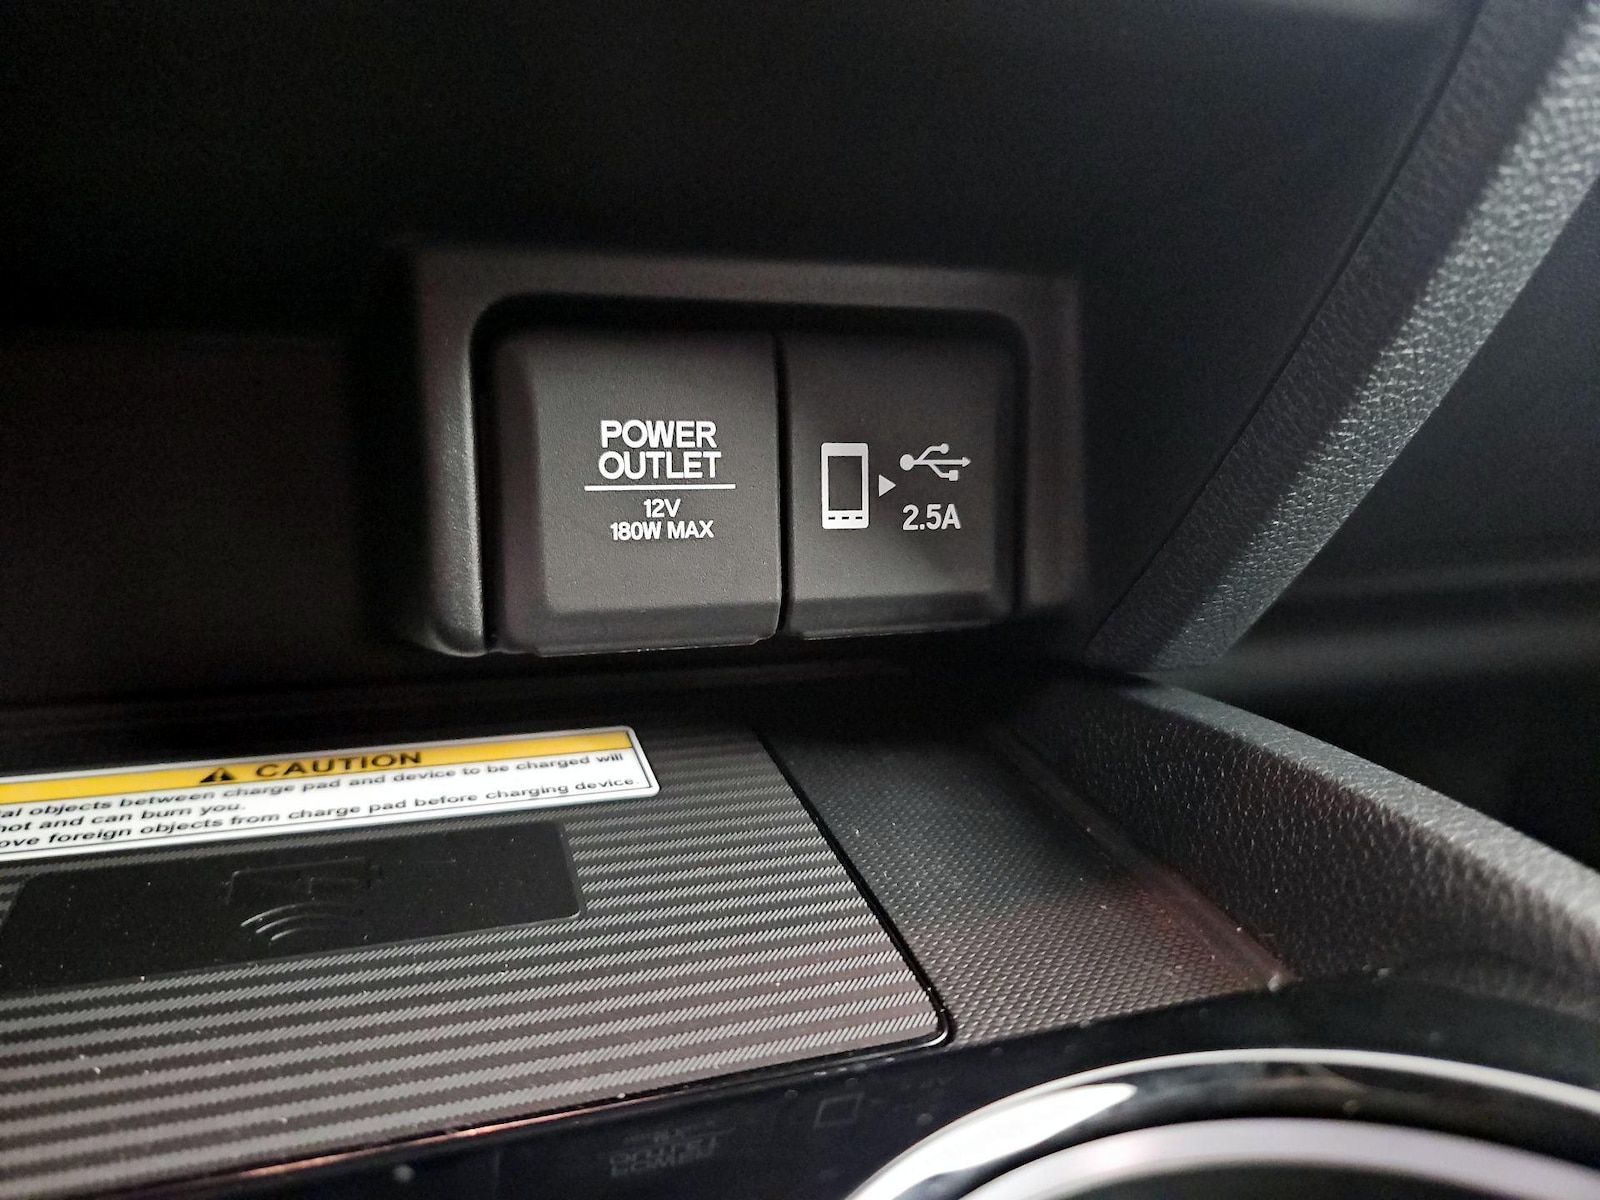 POWER
OUTLET
12V
180W MAX
2.5A
CAUTION
al objects between charge pad and device to be charged will
hot and can burn you.
ove foreign objects from charge pad before charging device.